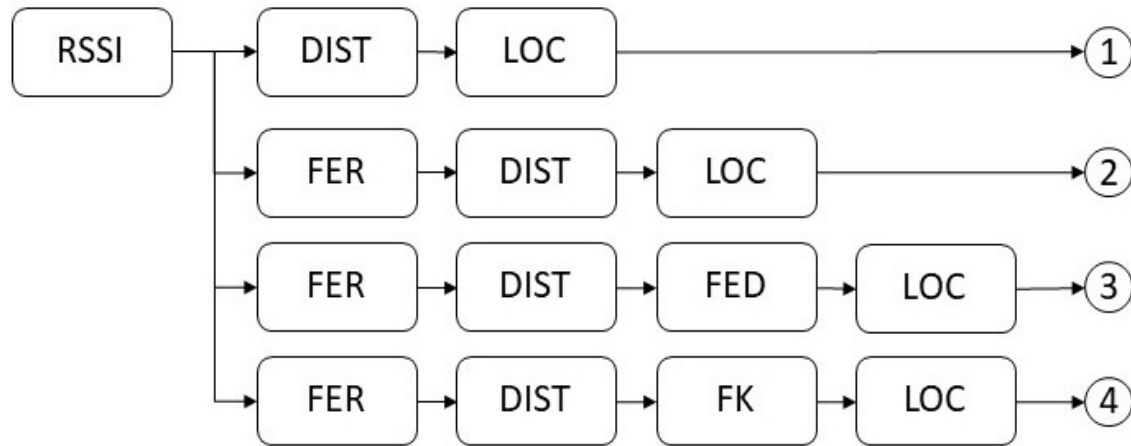 RSSI DIST LOC 1
FER DIST LOC 2
FER DIST FED LOC 3
FER DIST FK LOC 4